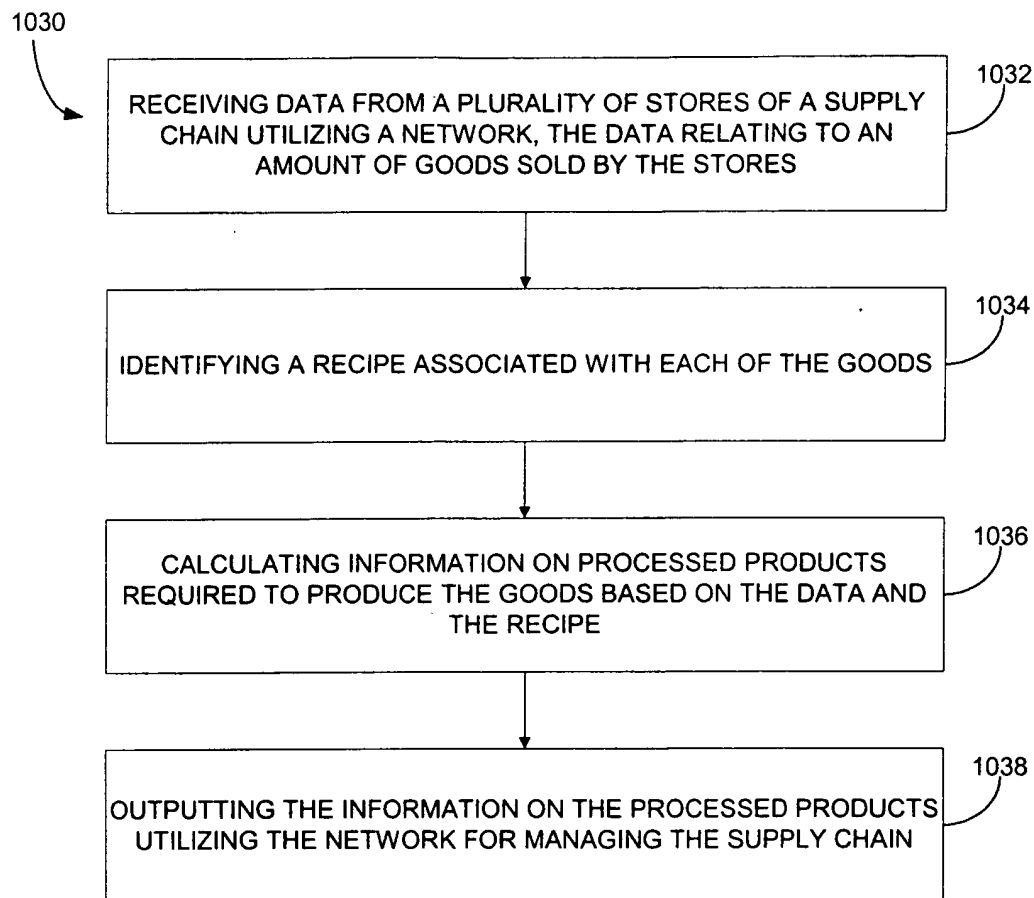 1030
1032
RECEIVING DATA FROM A PLURALITY OF STORES OF A SUPPLY
CHAIN UTILIZING A NETWORK, THE DATA RELATING TO AN
AMOUNT OF GOODS SOLD BY THE STORES
1034
IDENTIFYING A RECIPE ASSOCIATED WITH EACH OF THE GOODS
1036
CALCULATING INFORMATION ON PROCESSED PRODUCTS
REQUIRED TO PRODUCE THE GOODS BASED ON THE DATA AND
THE RECIPE
1038
OUTPUTTING THE INFORMATION ON THE PROCESSED PRODUCTS
UTILIZING THE NETWORK FOR MANAGING THE SUPPLY CHAIN